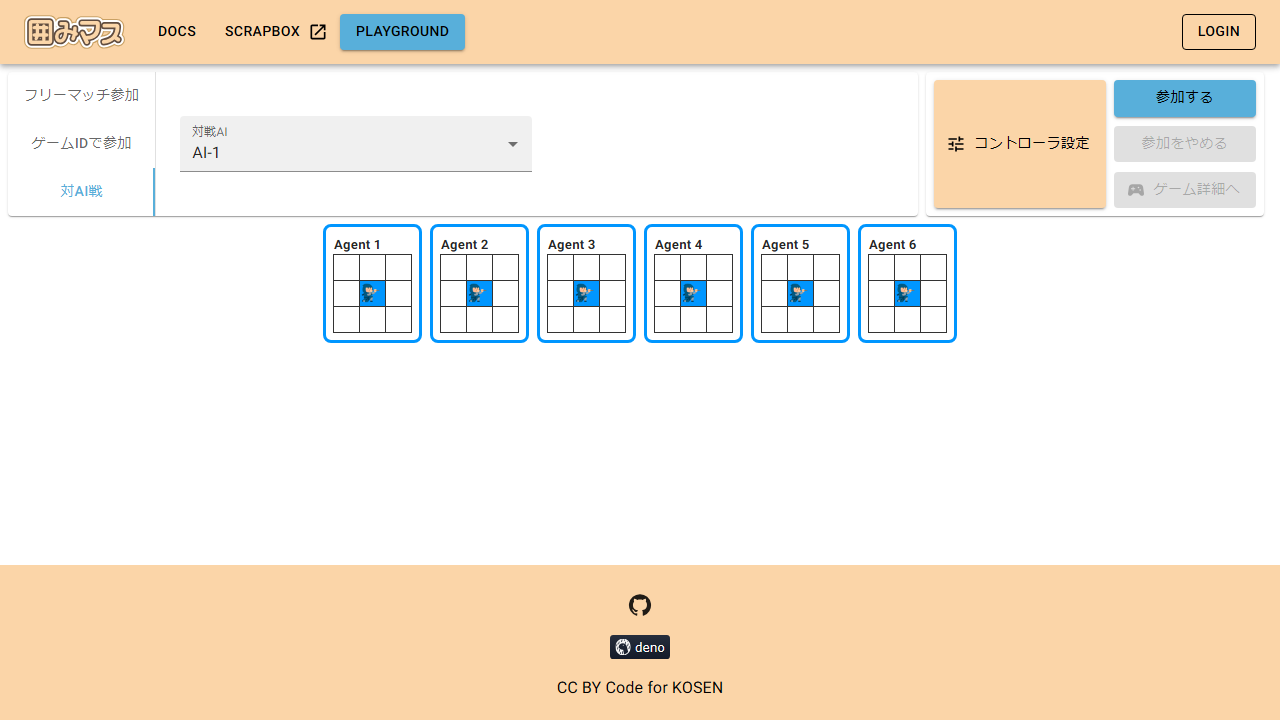 囲みマス
DOCS
SCRAPBOX
PLAYGROUND
LOGIN
フリーマッチ参加
ゲームIDで参加
対AI戦
対戦AI
AI-1
コントローラ設定
参加する
参加をやめる
ゲーム詳細へ
Agent 1
Agent 2
Agent 3
Agent 4
Agent 5
Agent 6
deno
CC BY Code for KOSEN